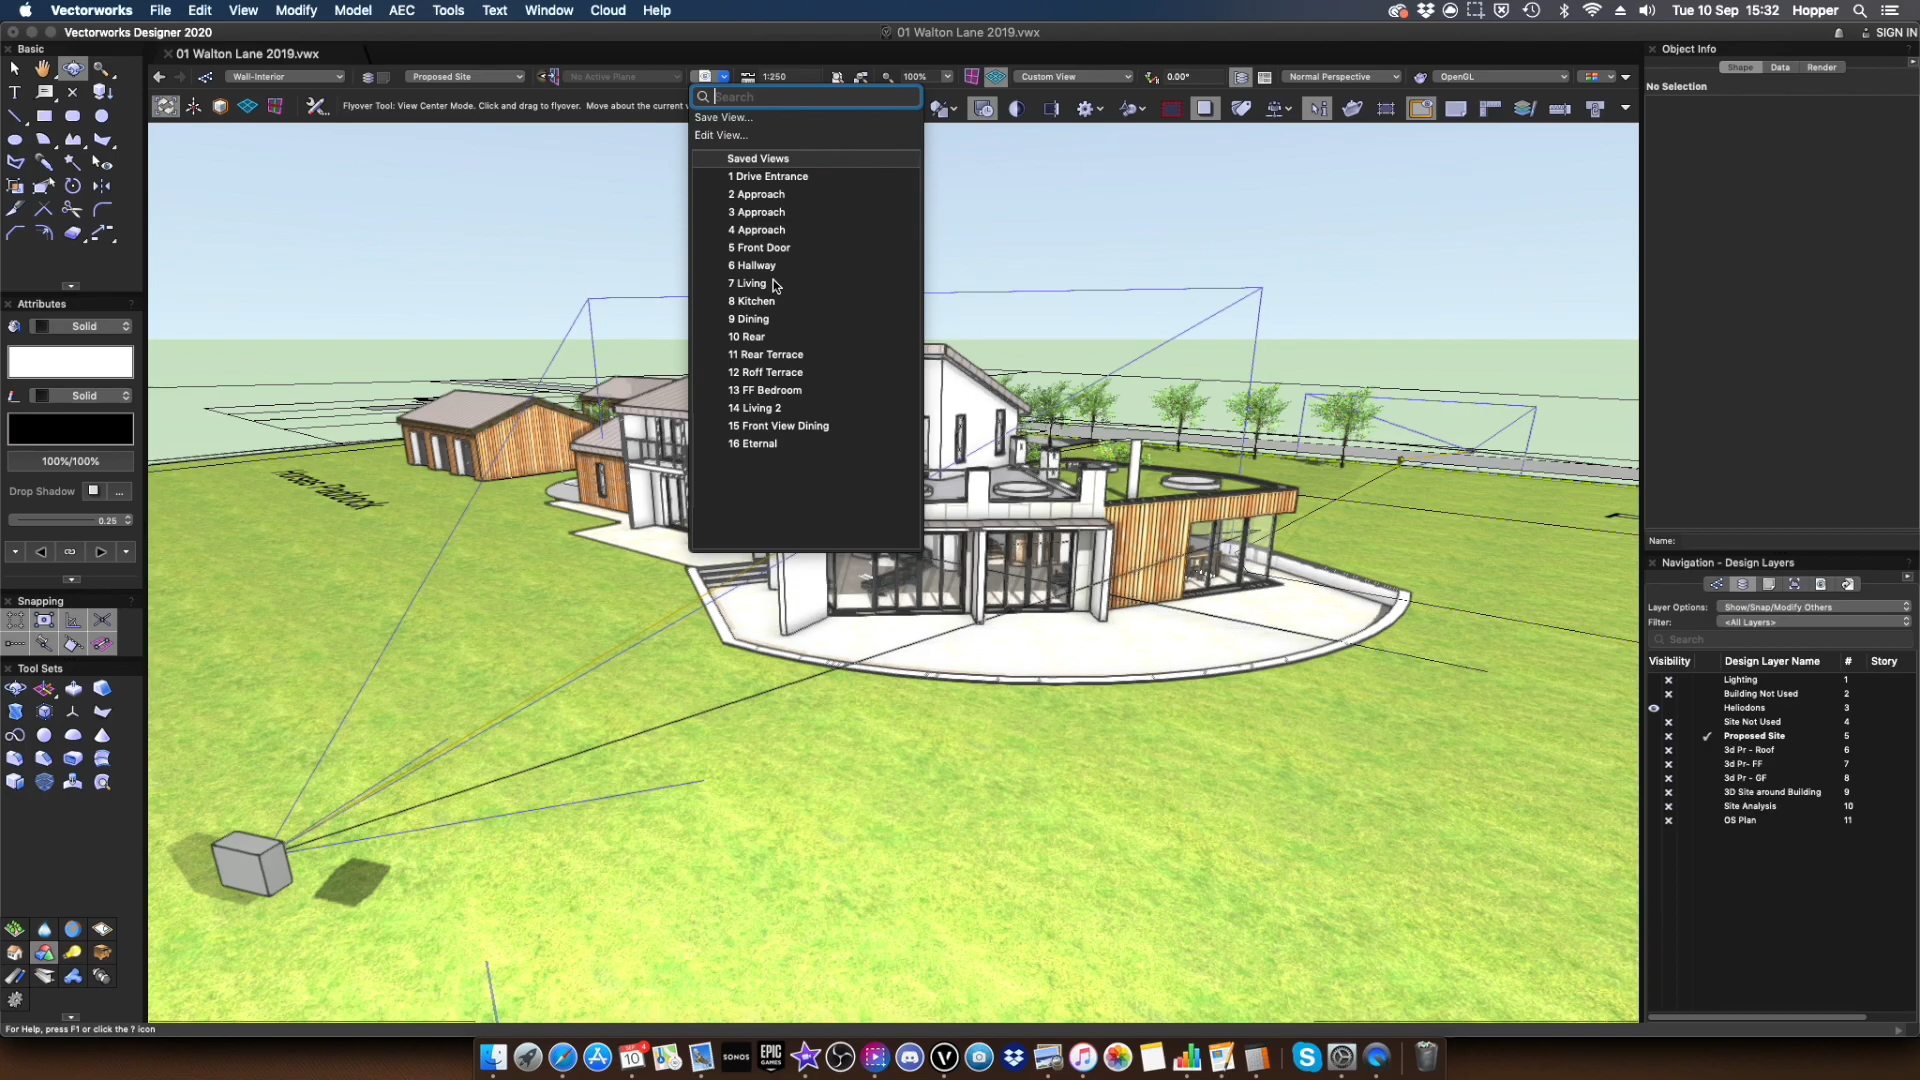 Vectorworks File Edit View Modify Model AEC Tools Text Window Cloud Help Tue 10 Sep 15:32 Hopper
Vectorworks Designer 2020 01 Walton Lane 2019.vwx SIGN IN
Basic ?
01 Walton Lane 2019.vwx
Wall-Interior Proposed Site No Active Plane 1:250 100% Custom View 0.00° Normal Perspective OpenGL
Flyover Tool: View Center Mode. Click and drag to flyover. Move about the current v
Search
Save View...
Edit View...
Saved Views
1 Drive Entrance
2 Approach
3 Approach
4 Approach
5 Front Door
6 Hallway
7 Living
8 Kitchen
9 Dining
10 Rear
11 Rear Terrace
12 Roff Terrace
13 FF Bedroom
14 Living 2
15 Front View Dining
16 Eternal
Attributes ?
Solid
Solid
100%/100%
Drop Shadow ...
0.25
Snapping ?
Tool Sets ?
For Help, press F1 or click the ? icon
Object Info ?
Shape Data Render
No Selection
Name:
Navigation - Design Layers ?
Layer Options: Show/Snap/Modify Others
Filter: <All Layers>
Search
Visibility Design Layer Name # Story
Lighting 1
Building Not Used 2
Heliodons 3
Site Not Used 4
Proposed Site 5
3d Pr - Roof 6
3d Pr- FF 7
3d Pr - GF 8
3D Site around Building 9
Site Analysis 10
OS Plan 11
SONOS
EPIC GAMES